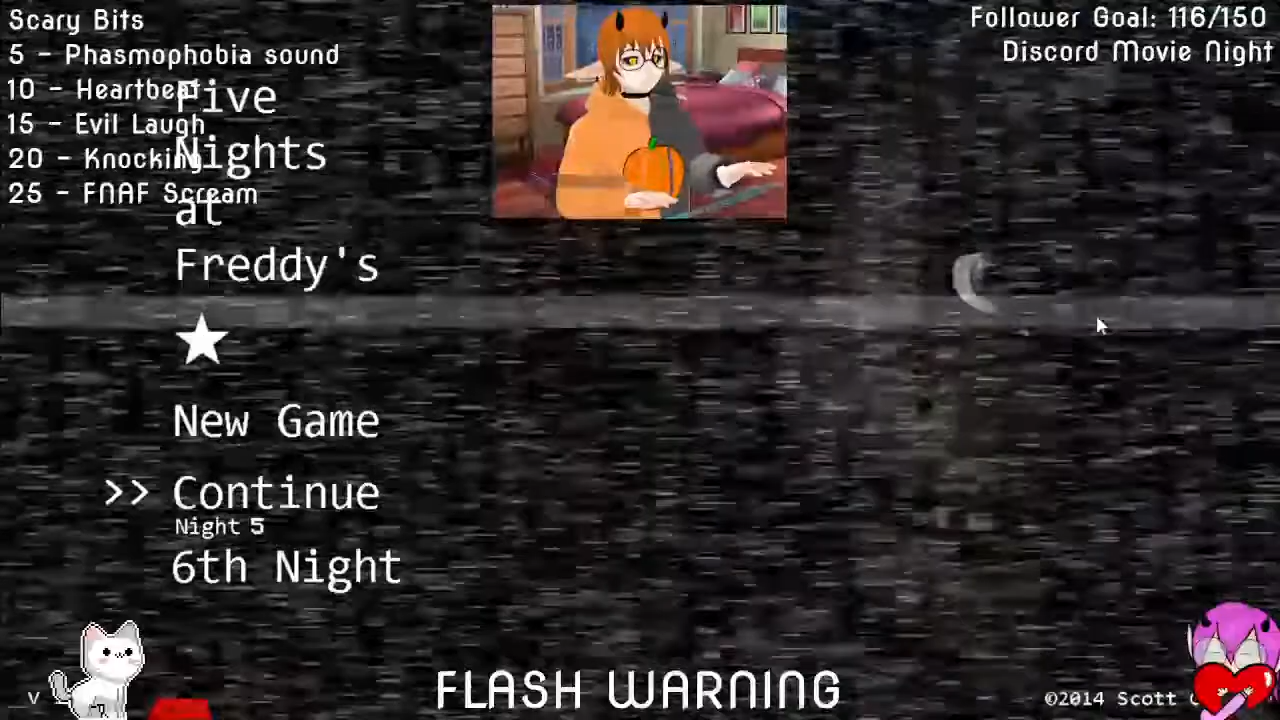 Scary Bits
5 - Phasmophobia sound
10 - Heartbeat
15 - Evil Laugh
20 - Knocking
25 - FNAF Scream
Follower Goal: 116/150
Discord Movie Night
Five
Nights
at
Freddy's
New Game
>> Continue
Night 5
6th Night
FLASH WARNING
v
©2014 Scott